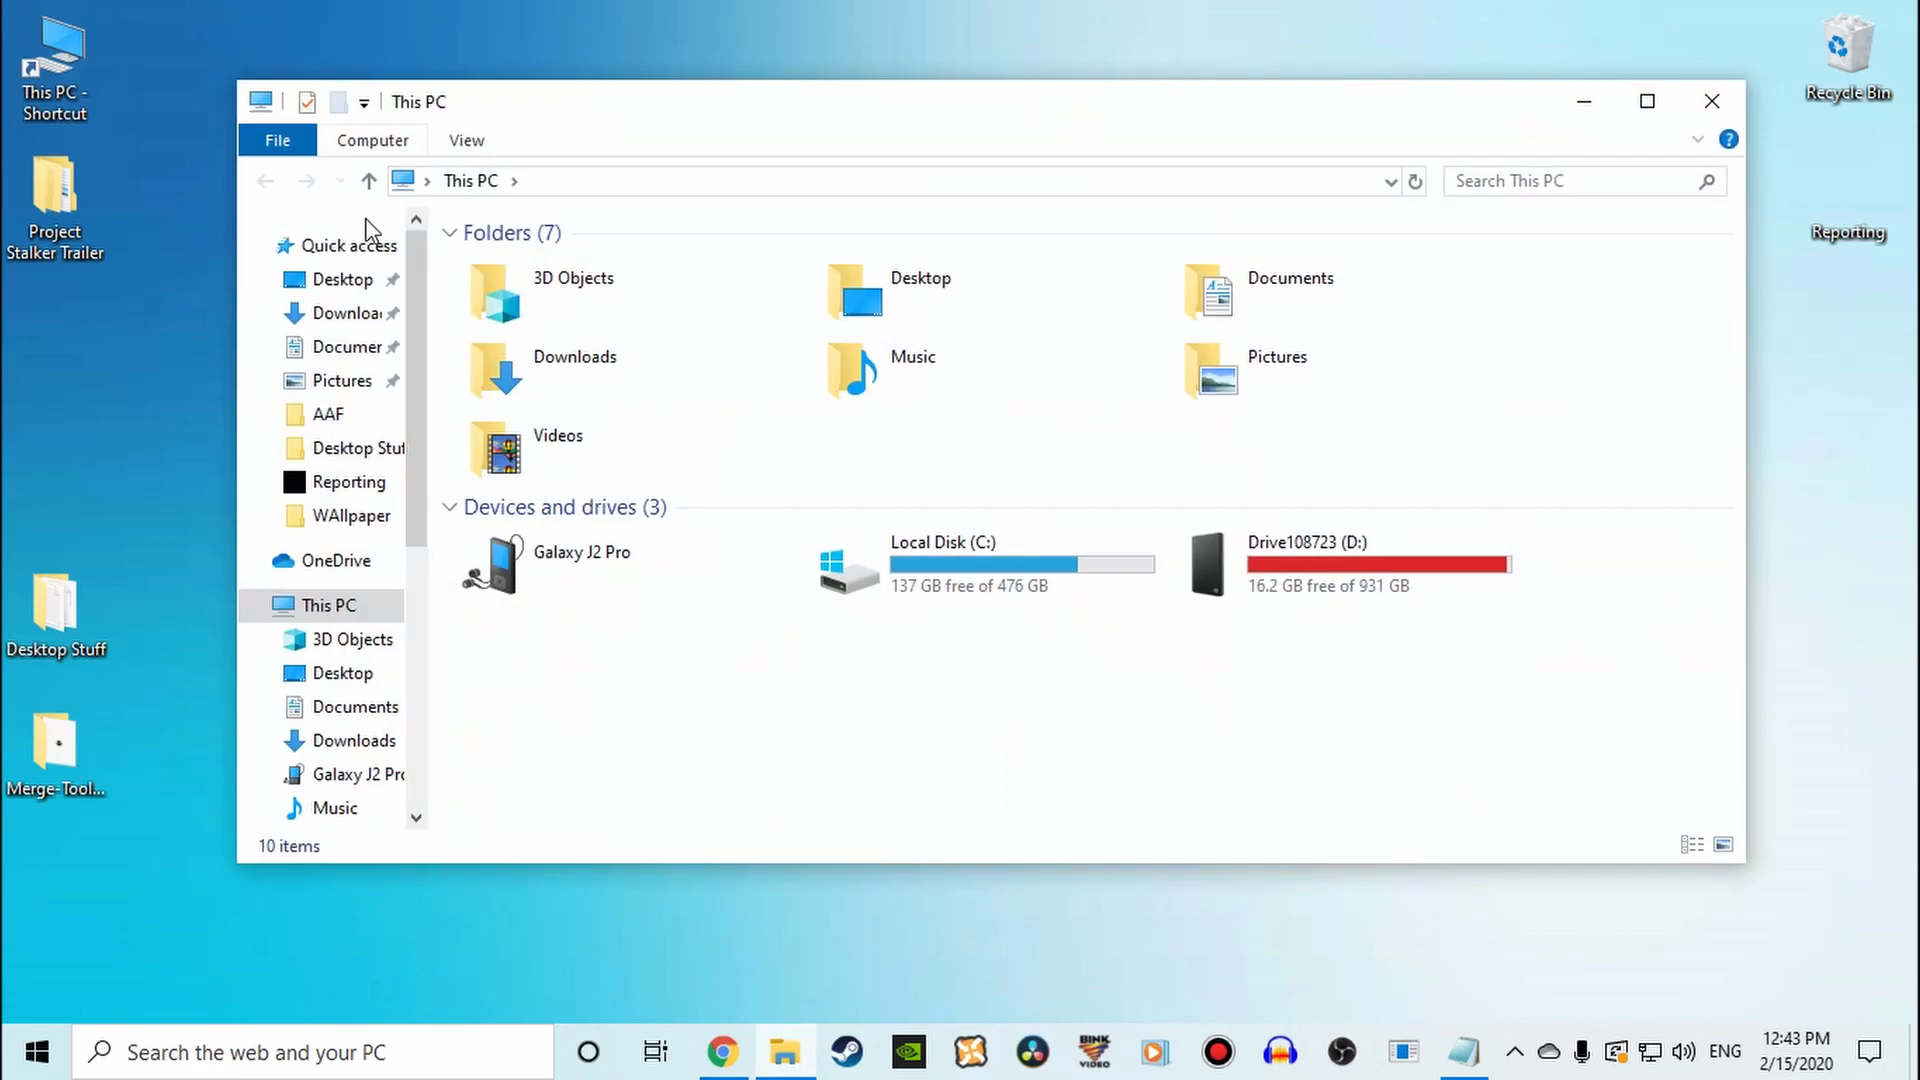 This PC -
Shortcut
Project
Stalker Trailer
Desktop Stuff
Merge-Tool...
Recycle Bin
Reporting
This PC
File
Computer
View
This PC
Search This PC
Quick access
Desktop
Downloa
Documer
Pictures
AAF
Desktop Stuf
Reporting
WAllpaper
OneDrive
This PC
3D Objects
Desktop
Documents
Downloads
Galaxy J2 Pro
Music
Folders (7)
3D Objects
Desktop
Documents
Downloads
Music
Pictures
Videos
Devices and drives (3)
Galaxy J2 Pro
Local Disk (C:)
137 GB free of 476 GB
Drive108723 (D:)
16.2 GB free of 931 GB
10 items
Search the web and your PC
BINK
VIDEO
ENG
12:43 PM
2/15/2020